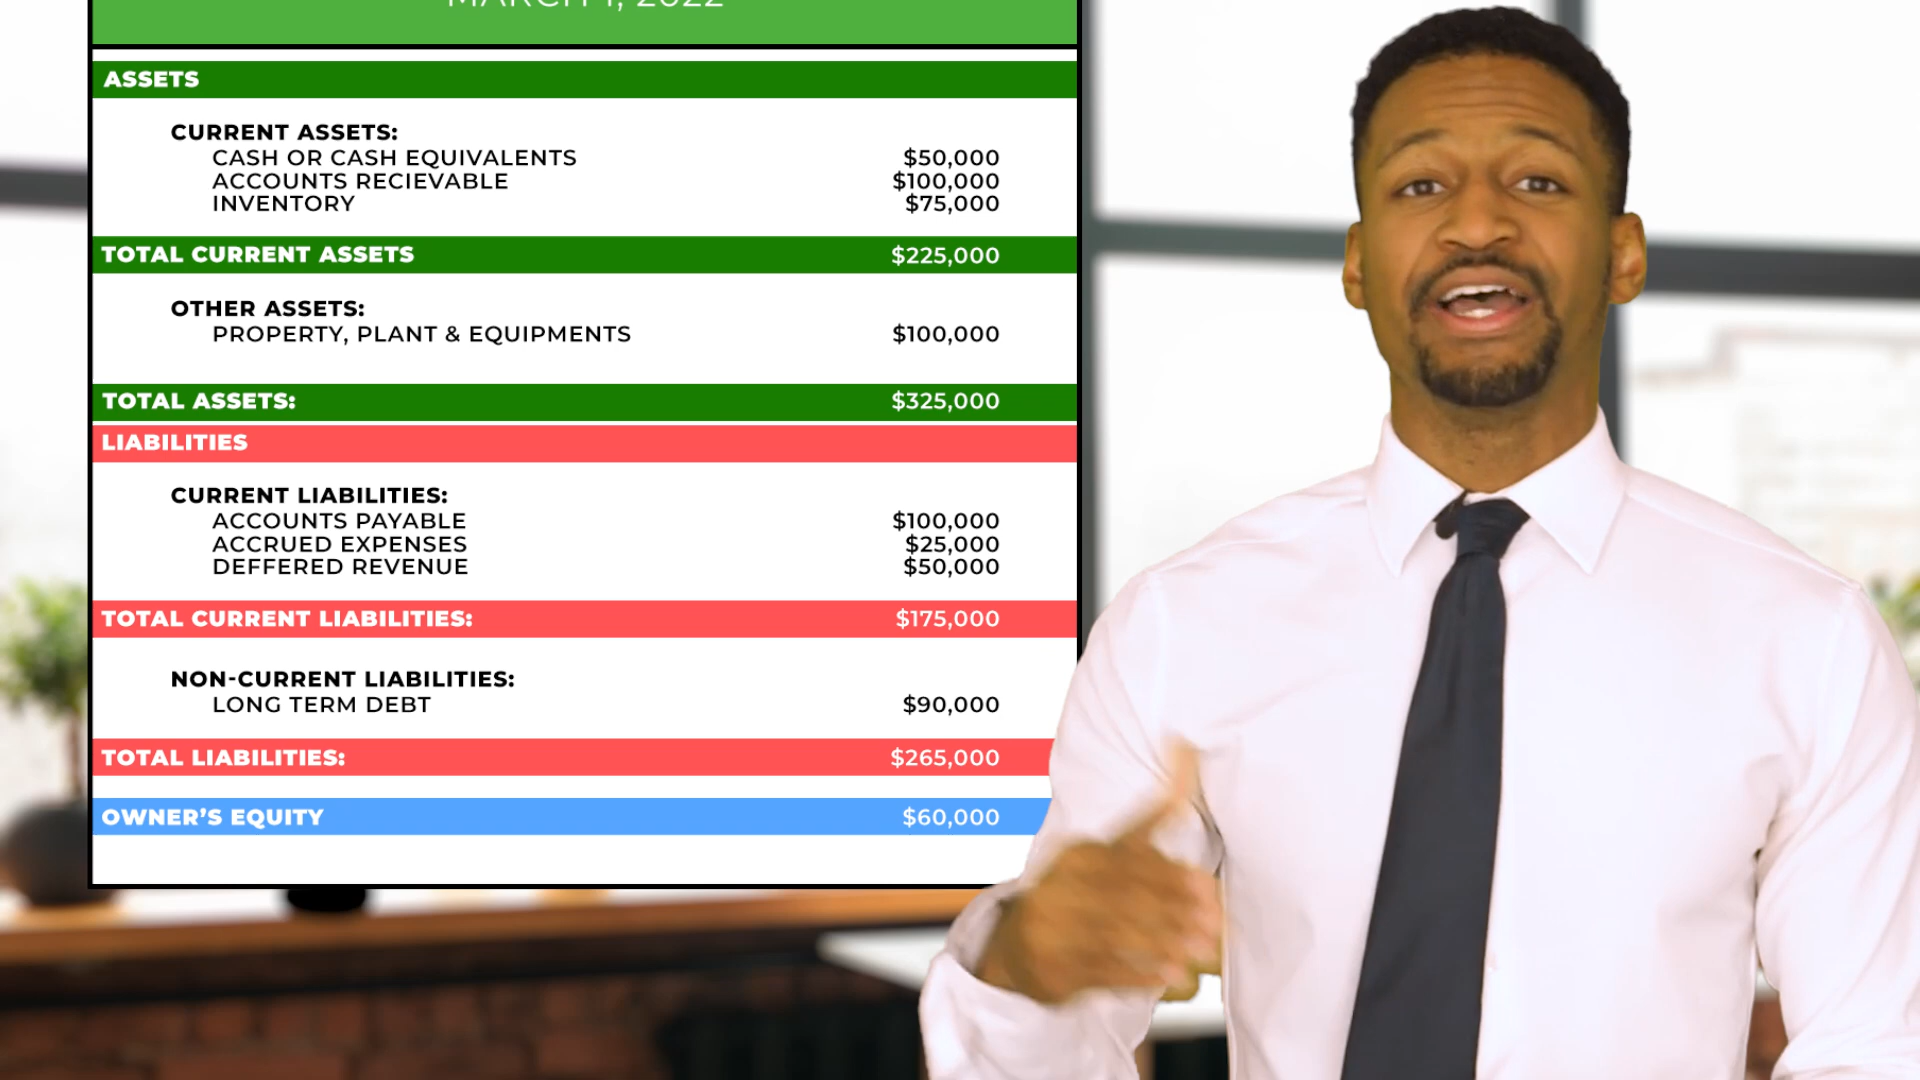 MARCH 1, 2022
ASSETS
CURRENT ASSETS:
CASH OR CASH EQUIVALENTS $50,000
ACCOUNTS RECIEVABLE $100,000
INVENTORY $75,000
TOTAL CURRENT ASSETS $225,000
OTHER ASSETS:
PROPERTY, PLANT & EQUIPMENTS $100,000
TOTAL ASSETS: $325,000
LIABILITIES
CURRENT LIABILITIES:
ACCOUNTS PAYABLE $100,000
ACCRUED EXPENSES $25,000
DEFFERED REVENUE $50,000
TOTAL CURRENT LIABILITIES: $175,000
NON-CURRENT LIABILITIES:
LONG TERM DEBT $90,000
TOTAL LIABILITIES: $265,000
OWNER'S EQUITY $60,000